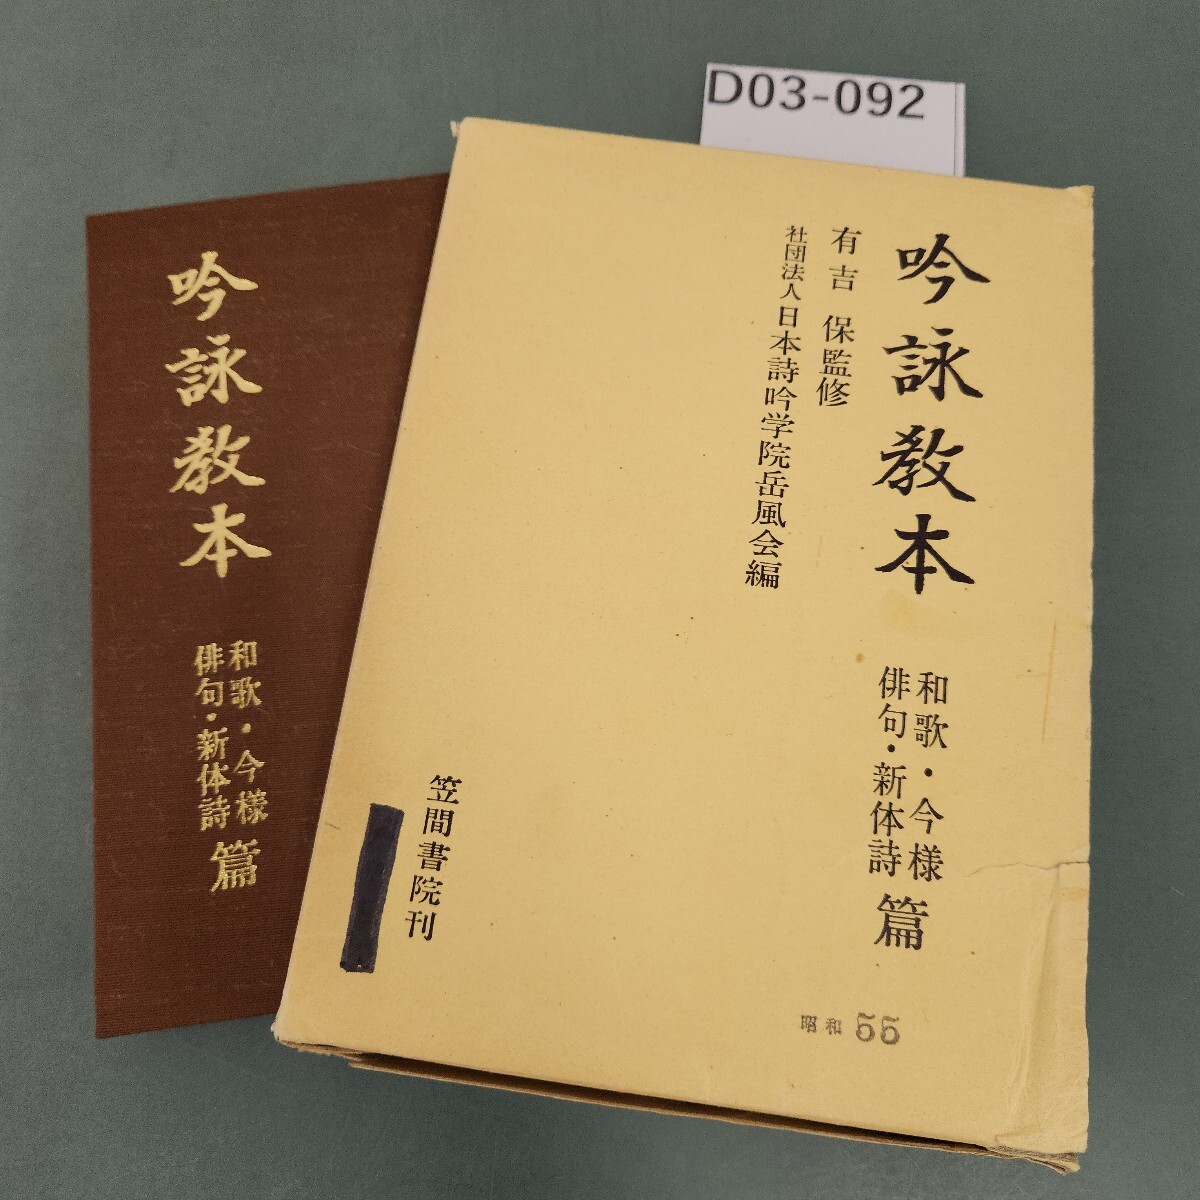 D03-092
吟詠教本
和歌・今様
俳句・新体詩
篇
有吉 保監修
社団法人日本詩吟学院岳風会編
笠間書院刊
昭和55
吟詠教本
和歌・今様
俳句・新体詩
篇